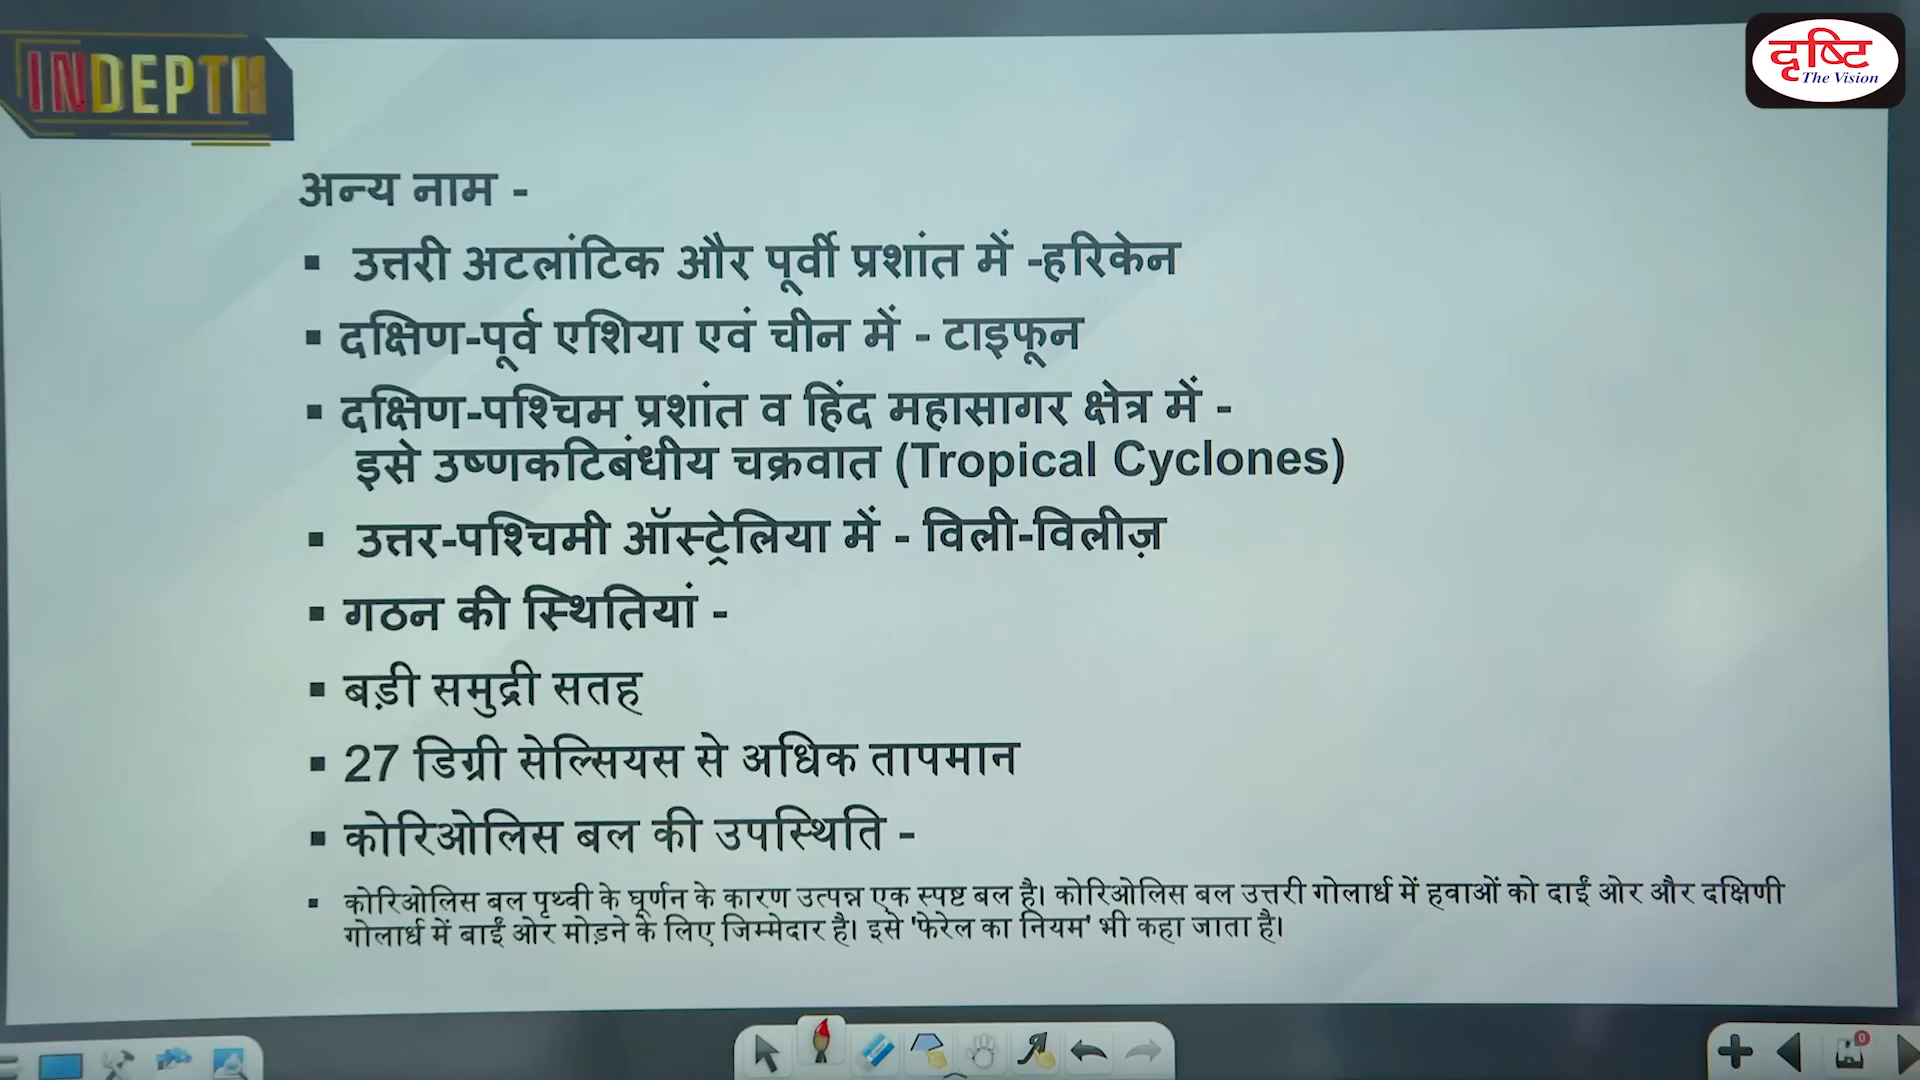 INDEPTH
दृष्टि
The Vision
अन्य नाम -
▪ उत्तरी अटलांटिक और पूर्वी प्रशांत में -हरिकेन
▪ दक्षिण-पूर्व एशिया एवं चीन में - टाइफून
▪ दक्षिण-पश्चिम प्रशांत व हिंद महासागर क्षेत्र में -
इसे उष्णकटिबंधीय चक्रवात (Tropical Cyclones)
▪ उत्तर-पश्चिमी ऑस्ट्रेलिया में - विली-विलीज़
▪ गठन की स्थितियां -
▪ बड़ी समुद्री सतह
▪ 27 डिग्री सेल्सियस से अधिक तापमान
▪ कोरिओलिस बल की उपस्थिति -
▪ कोरिओलिस बल पृथ्वी के घूर्णन के कारण उत्पन्न एक स्पष्ट बल है। कोरिओलिस बल उत्तरी गोलार्ध में हवाओं को दाईं ओर और दक्षिणी
गोलार्ध में बाईं ओर मोड़ने के लिए जिम्मेदार है। इसे 'फेरेल का नियम' भी कहा जाता है।
0